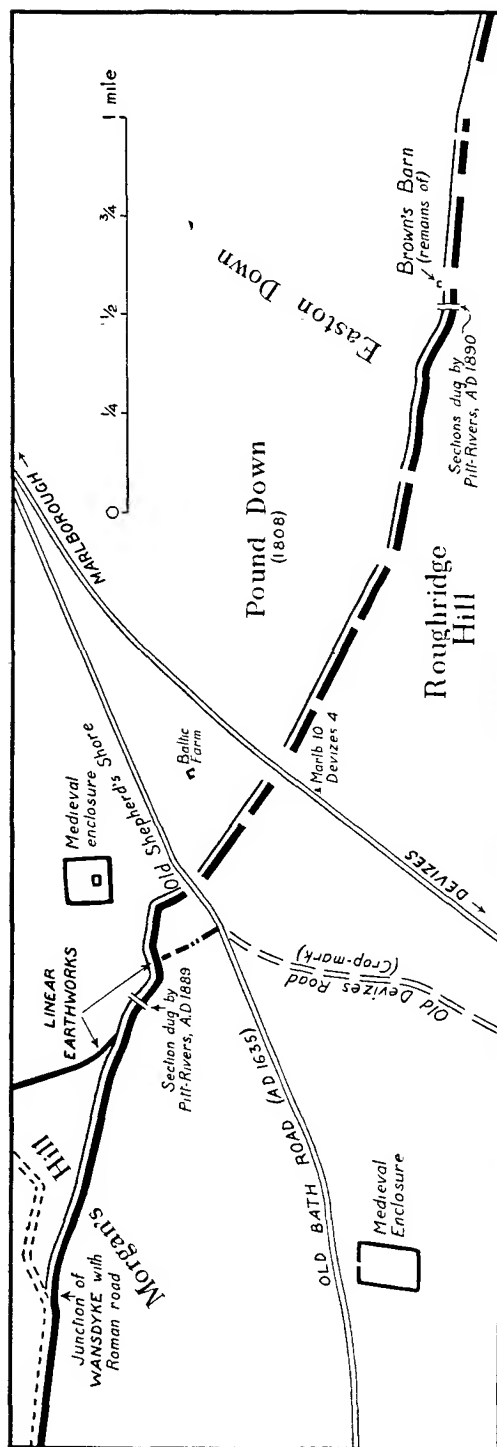 Morgan's
Hill
Junction of
WANSDYKE with
Roman road
LINEAR
EARTHWORKS
Medieval
enclosure
Section dug by
Pitt-Rivers, A.D 1889
Old Shepherd's Shore
Baltic
Farm
MARLBOROUGH
OLD BATH ROAD (AD 1635)
Medieval
Enclosure
Old Devizes Road
(Crop-mark)
DEVIZES
Marlb 10
Devizes 4
Pound Down
(1808)
Roughridge
Hill
Easton Down
Brown's Barn
(remains of)
Sections dug by
Pitt-Rivers, AD 1890
0 1/4 1/2 3/4 1 mile